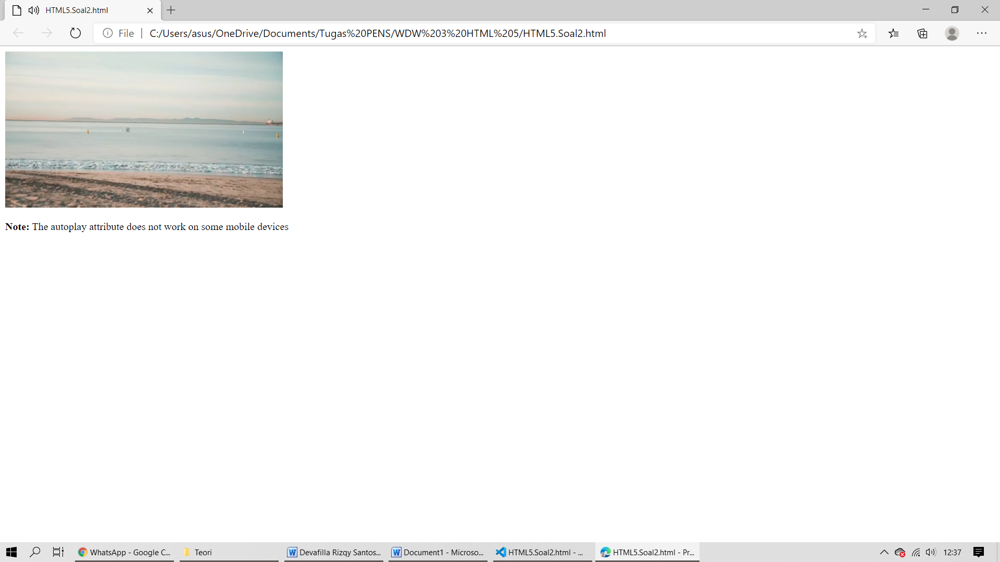 HTML5.Soal2.html
File | C:/Users/asus/OneDrive/Documents/Tugas%20PENS/WDW%203%20HTML%205/HTML5.Soal2.html
Note: The autoplay attribute does not work on some mobile devices
WhatsApp - Google C... Teori Devafilla Rizqy Santos... Document1 - Microso... HTML5.Soal2.html - ... HTML5.Soal2.html - Pr... 12:37